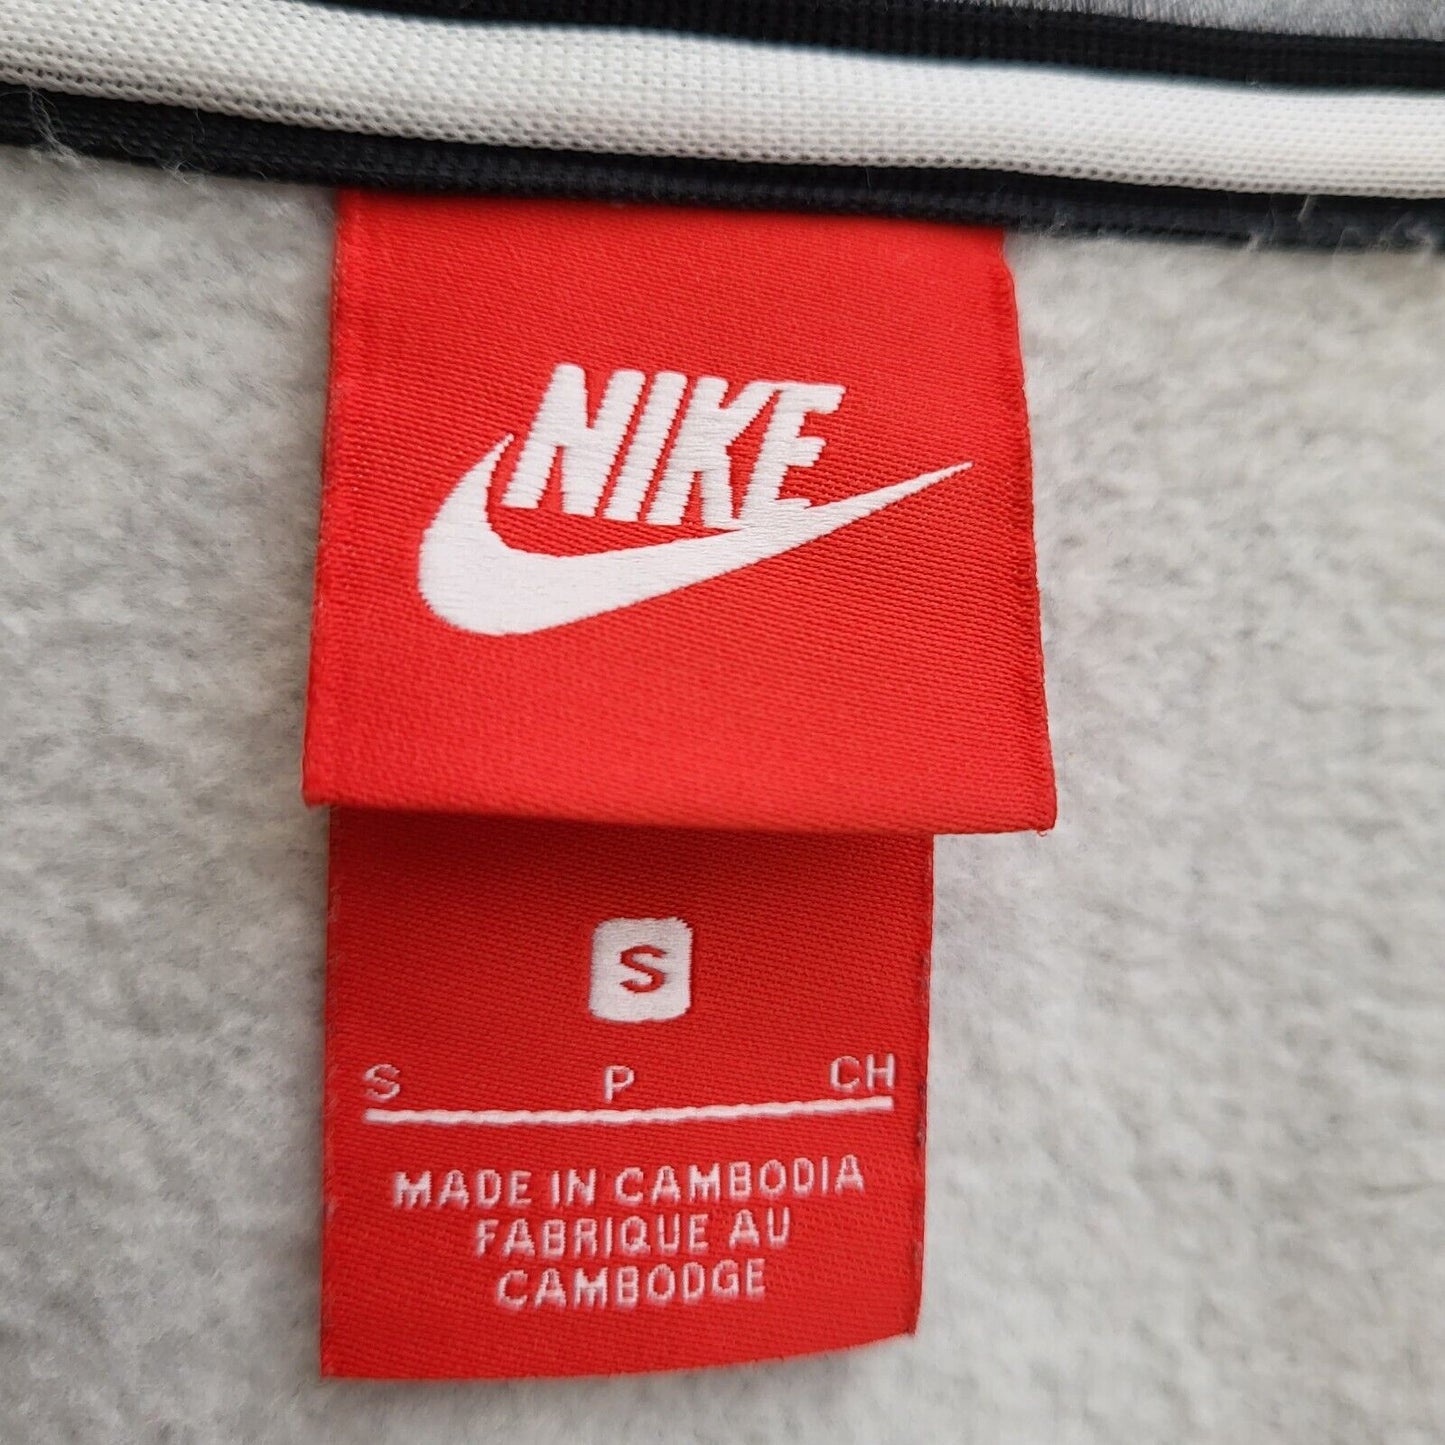 NIKE
S
S P CH
MADE IN CAMBODIA
FABRIQUE AU
CAMBODGE